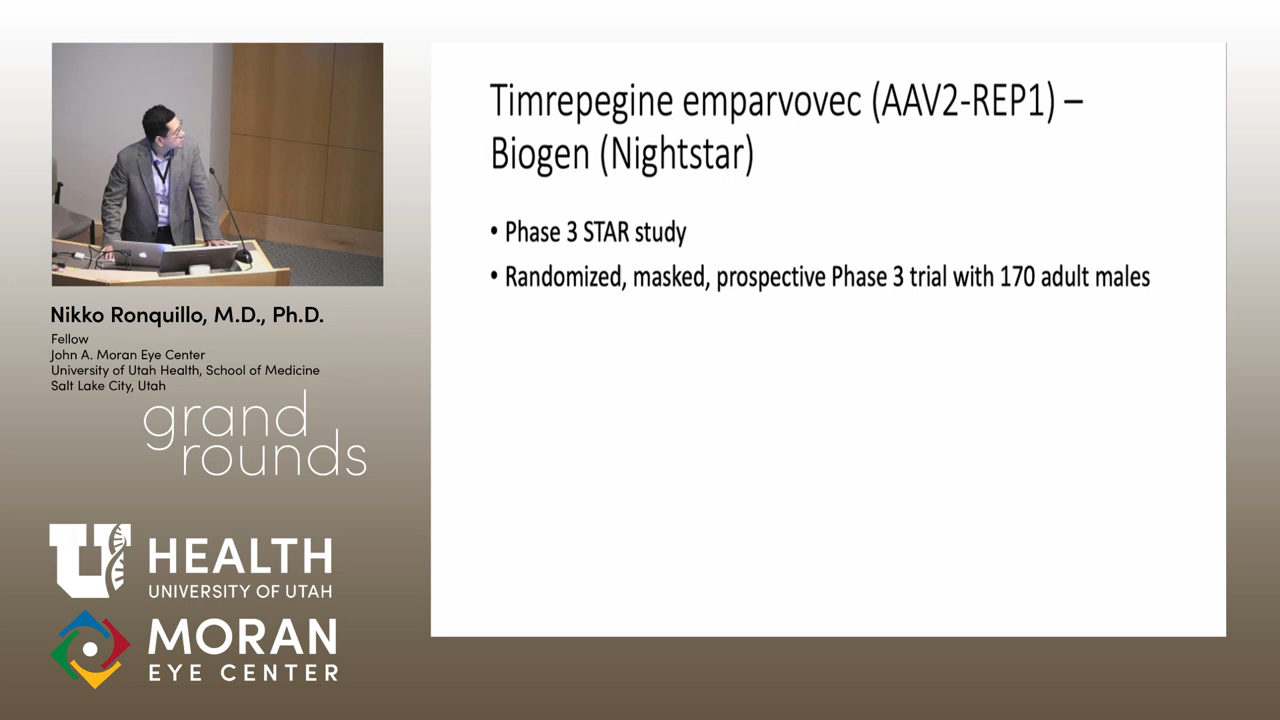 Timrepegine emparvovec (AAV2-REP1) –
Biogen (Nightstar)
• Phase 3 STAR study
• Randomized, masked, prospective Phase 3 trial with 170 adult males
Nikko Ronquillo, M.D., Ph.D.
Fellow
John A. Moran Eye Center
University of Utah Health, School of Medicine
Salt Lake City, Utah
grand
rounds
U HEALTH
UNIVERSITY OF UTAH
MORAN
EYE CENTER